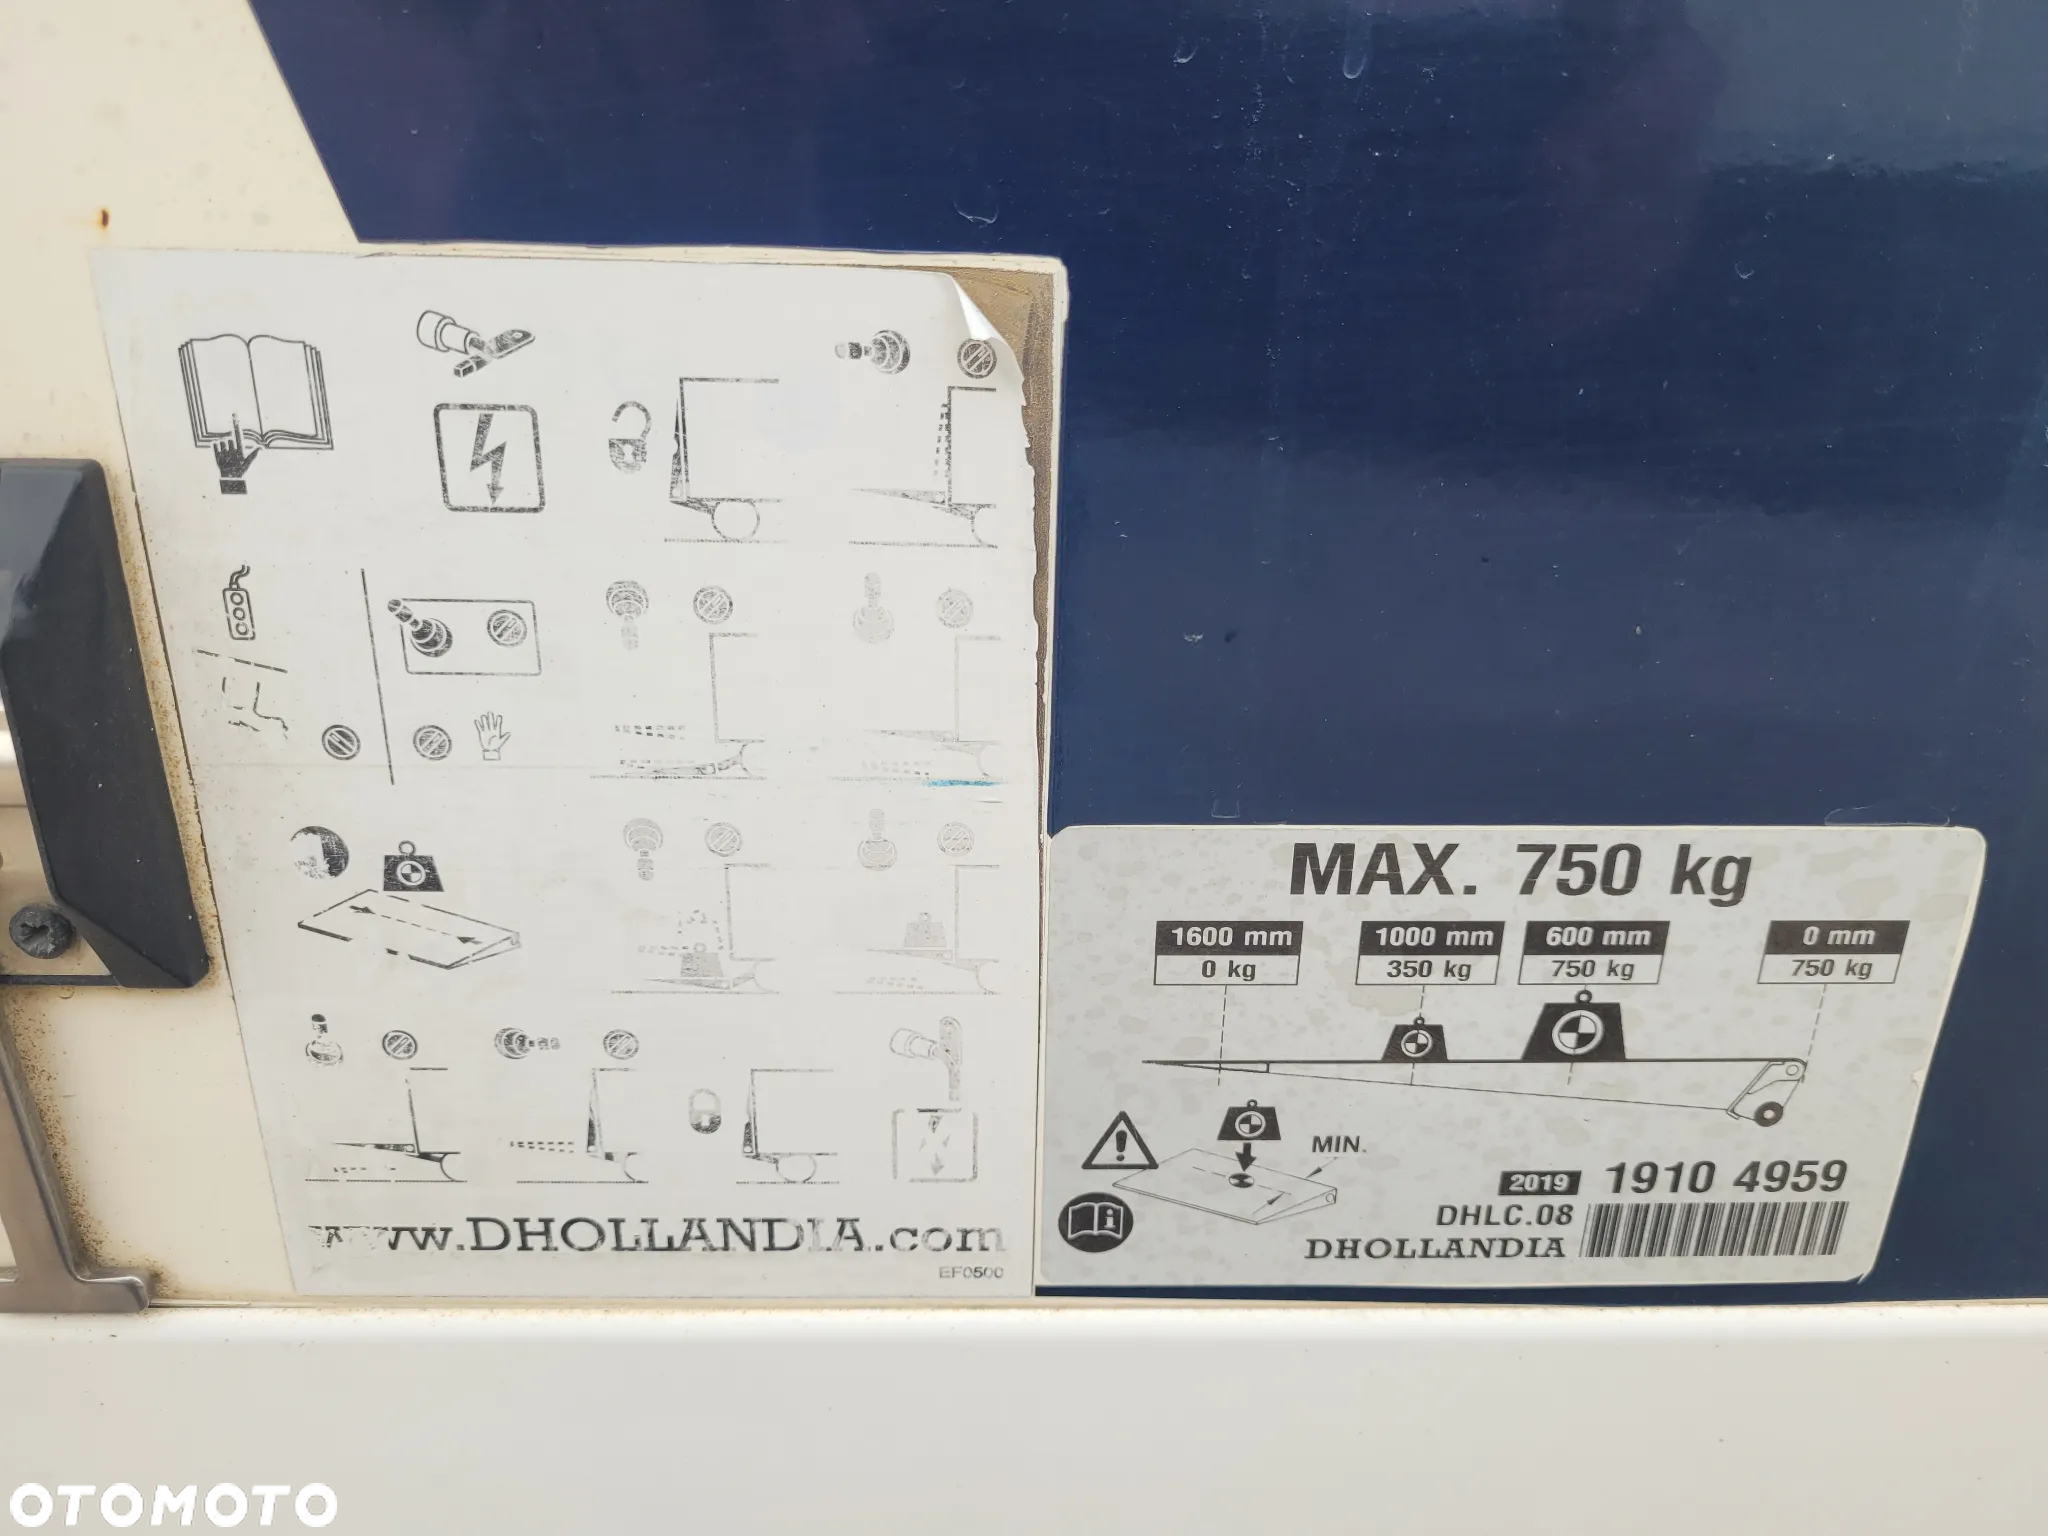 www.DHOLLANDIA.com
EF0500
MAX. 750 kg
1600 mm 1000 mm 600 mm 0 mm
0 kg 350 kg 750 kg 750 kg
MIN.
2019 1910 4959
DHLC.08
DHOLLANDIA
OTOMOTO